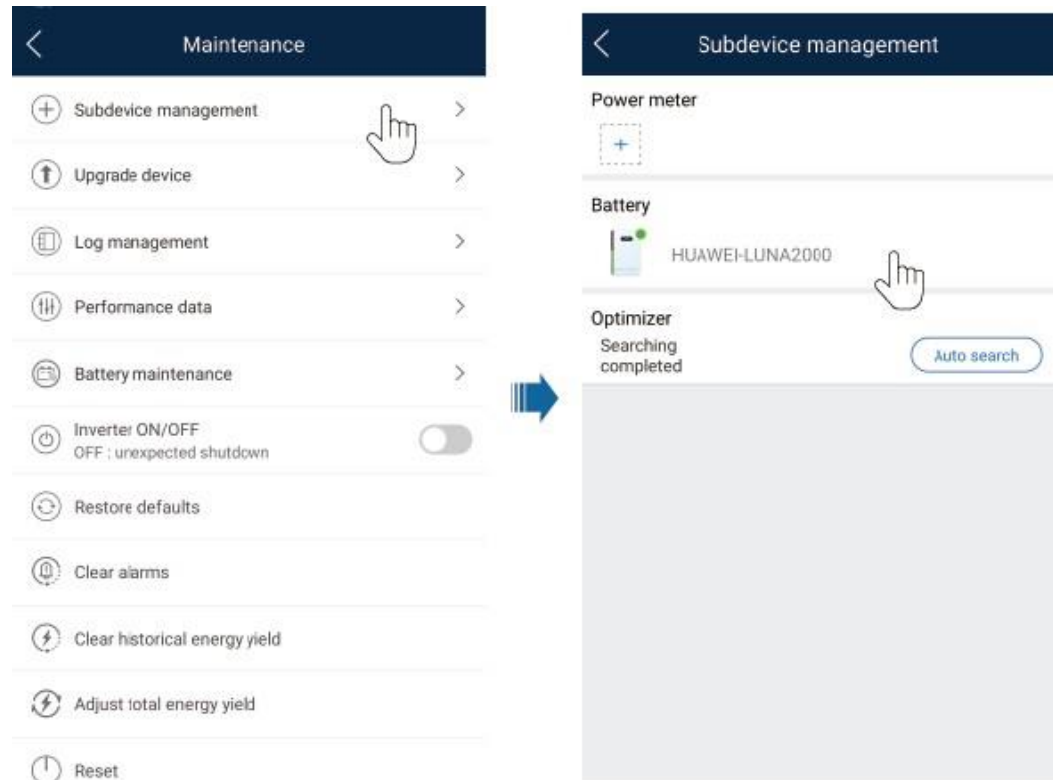 Maintenance
Subdevice management
Upgrade device
Log management
Performance data
Battery maintenance
Inverter ON/OFF
OFF : unexpected shutdown
Restore defaults
Clear alarms
Clear historical energy yield
Adjust total energy yield
Reset
Subdevice management
Power meter
Battery
HUAWEI-LUNA2000
Optimizer
Searching
completed
Auto search